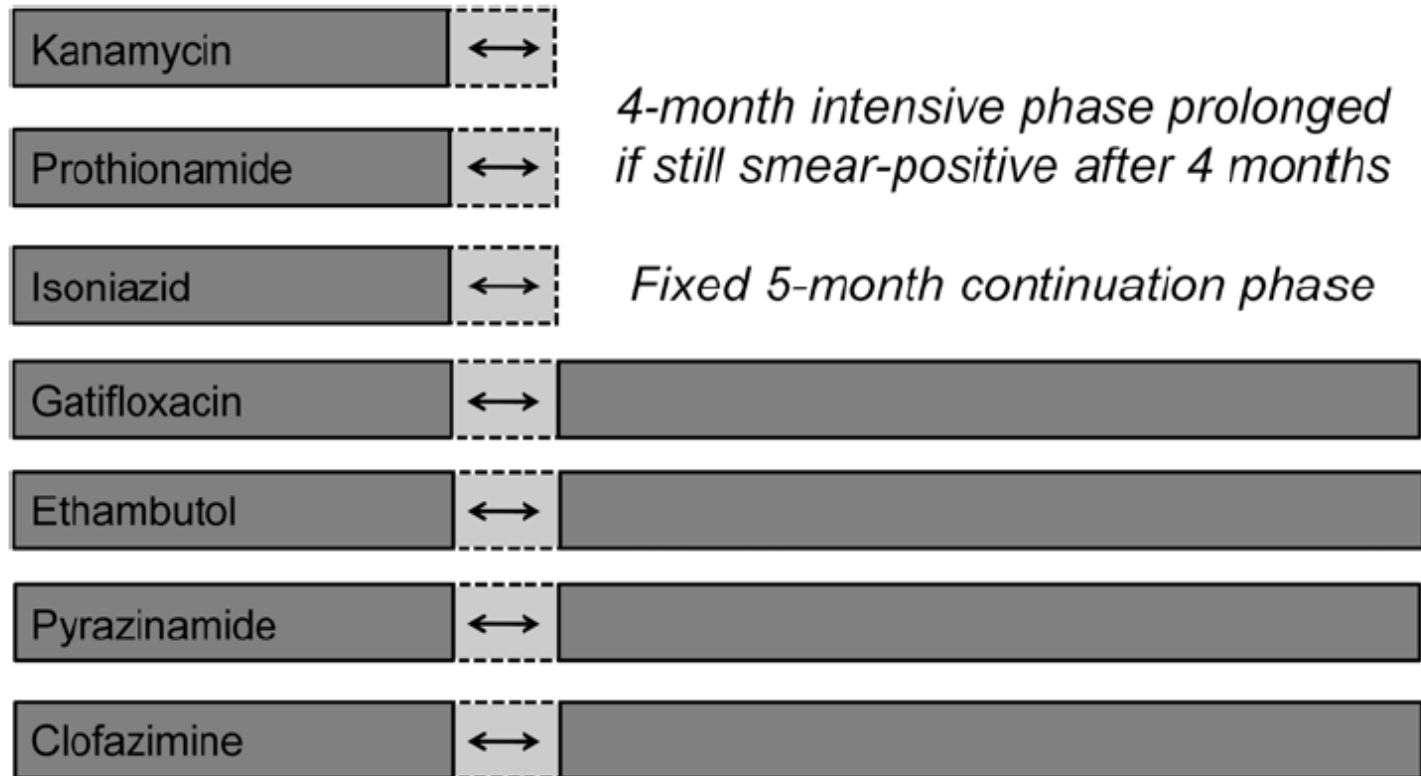 Kanamycin
4-month intensive phase prolonged
if still smear-positive after 4 months
Prothionamide
Isoniazid
Fixed 5-month continuation phase
Gatifloxacin
Ethambutol
Pyrazinamide
Clofazimine